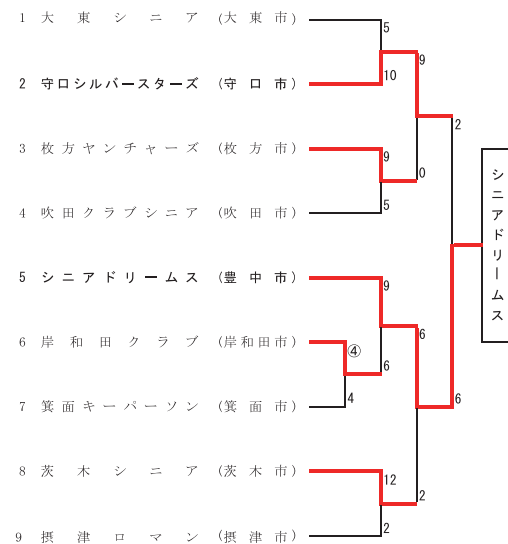 1 大東シニア (大東市)
5
2 守口シルバースターズ (守口市)
10
9
3 枚方ヤンチャーズ (枚方市)
9
0
2
4 吹田クラブシニア (吹田市)
5
5 シニアドリームス (豊中市)
9
6 岸和田クラブ (岸和田市)
④
6
6
7 箕面キーパーソン (箕面市)
4
6
8 茨木シニア (茨木市)
12
2
9 摂津ロマン (摂津市)
2
シニアドリームス